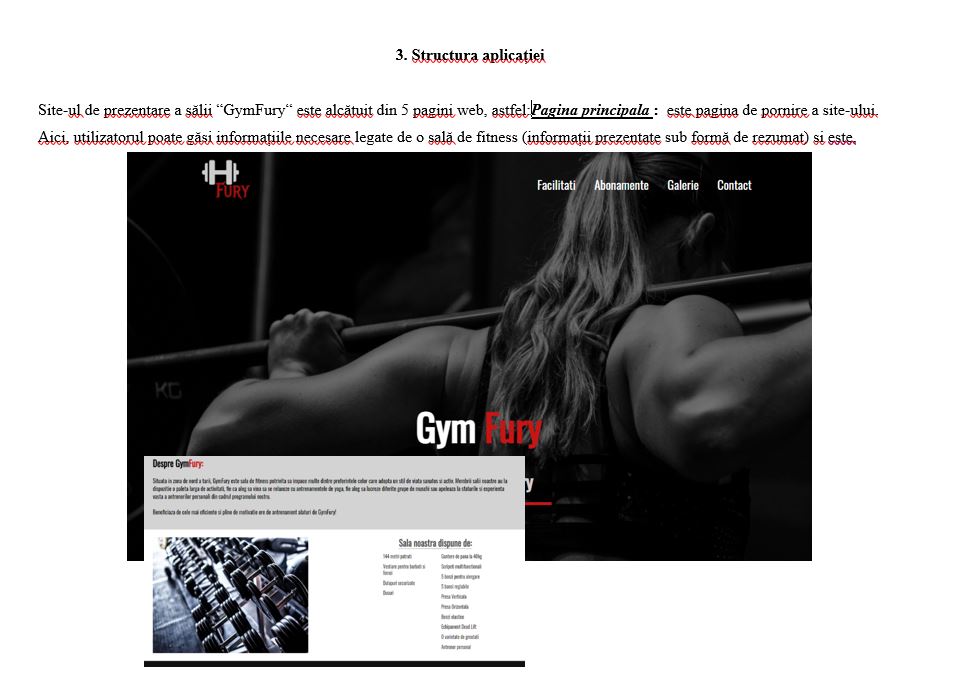 3. Structura aplicației
Site-ul de prezentare a sălii “GymFury“ este alcătuit din 5 pagini web, astfel:Pagina principala : este pagina de pornire a site-ului.
Aici, utilizatorul poate găsi informațiile necesare legate de o sală de fitness (informații prezentate sub formă de rezumat) și este.
FURY
Facilitati Abonamente Galerie Contact
KG
Gym Fury
ry
Despre GymFury:
Situata in zona de nord a tarii, GymFury este sala de fitness potrivita sa impace multe dintre preferintele celor care adopta un stil de viata sanatos si activ. Membrii salii noastre au la
dispozitie o paleta larga de activitati, fie ca aleg sa vina sa se relaxeze cu antrenamentele de yoga, fie aleg sa lucreze diferite grupe de muschi sau apeleaza la sfaturile si experienta
vasta a antrenorilor personali din cadrul programului nostru.
Beneficiaza de cele mai eficiente si pline de motivatie ore de antrenament alaturi de GymFury!
Sala noastra dispune de:
144 metri patrati
Vestiare pentru barbati si
femei
Dulapuri securizate
Dusuri
Gantere de pana la 40kg
Scripeti multifunctionali
5 benzi pentru alergare
5 banci reglabile
Presa Verticala
Presa Orizontala
Benzi elastice
Echipament Dead Lift
O varietate de greutati
Antrenor personal